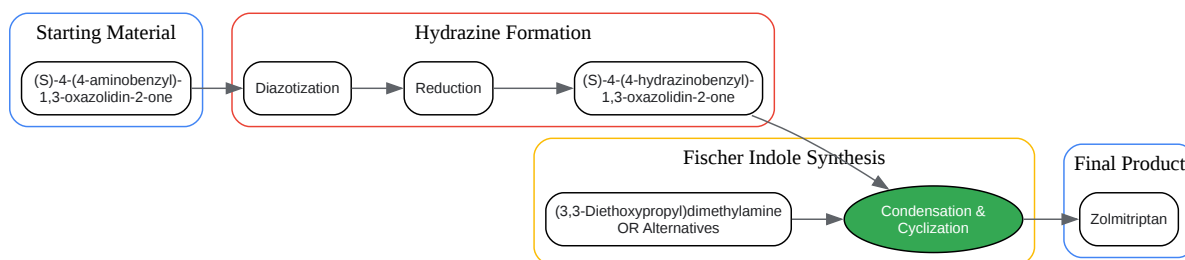 Starting Material
(S)-4-(4-aminobenzyl)-
1,3-oxazolidin-2-one
Hydrazine Formation
Diazotization
Reduction
(S)-4-(4-hydrazinobenzyl)-
1,3-oxazolidin-2-one
Fischer Indole Synthesis
(3,3-Diethoxypropyl)dimethylamine
OR Alternatives
Condensation &
Cyclization
Final Product
Zolmitriptan